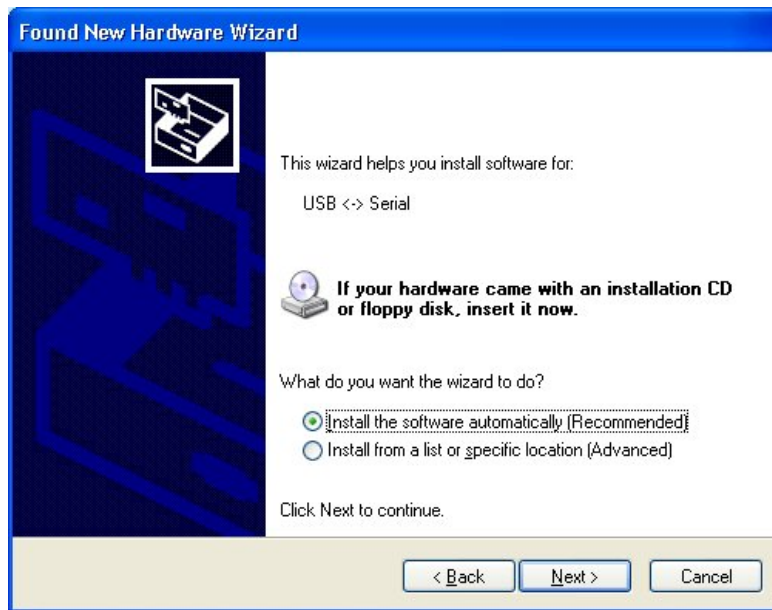 Found New Hardware Wizard
This wizard helps you install software for:
USB <-> Serial
If your hardware came with an installation CD
or floppy disk, insert it now.
What do you want the wizard to do?
Install the software automatically (Recommended)
Install from a list or specific location (Advanced)
Click Next to continue.
< Back
Next >
Cancel